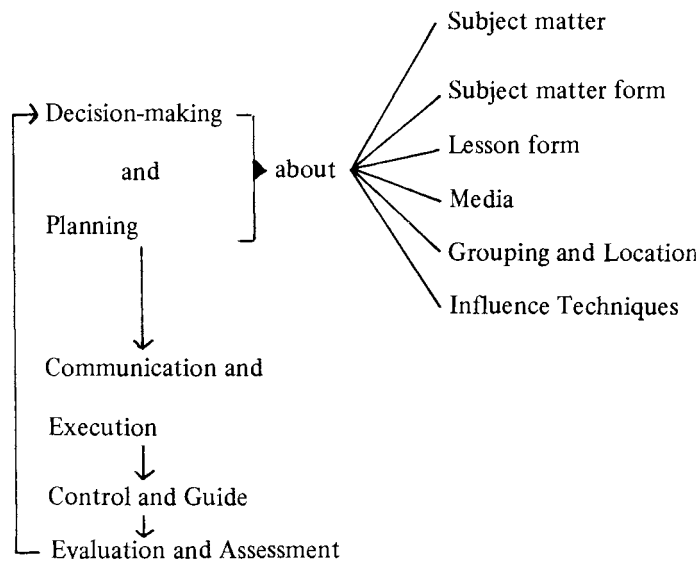 Subject matter
Subject matter form
Decision-making
Lesson form
and
about
Media
Planning
Grouping and Location
Influence Techniques
Communication and
Execution
Control and Guide
Evaluation and Assessment